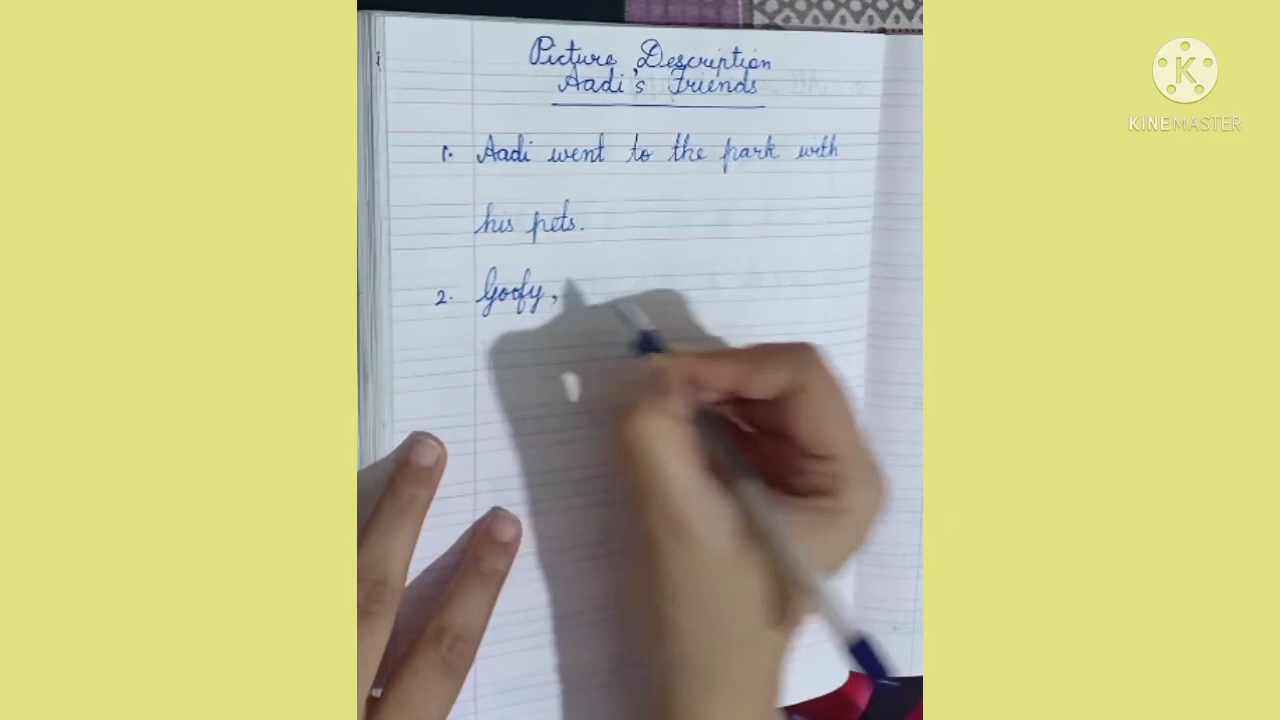 Picture Description
Aadi's Friends
1. Aadi went to the park with
his pets.
2. Goofy,
K
KINEMASTER